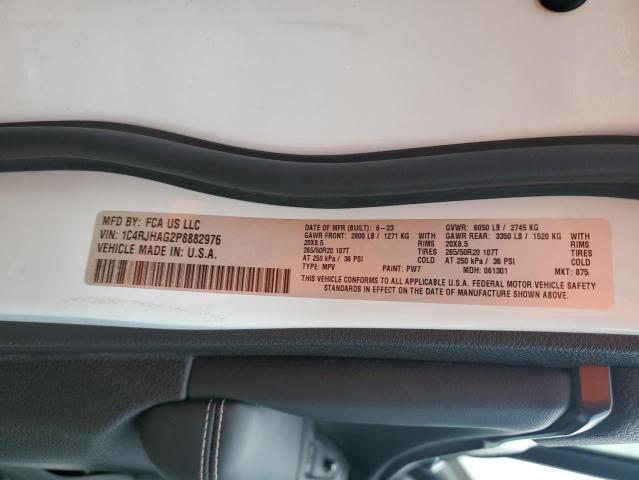 MFD BY: FCA US LLC
VIN: 1C4RJHAG2P8882976
VEHICLE MADE IN: U.S.A.
DATE OF MFR (BUILT): 6-23
GVWR: 6050 LB / 2745 KG
GAWR FRONT: 2800 LB / 1271 KG
GAWR REAR: 3350 LB / 1520 KG
20X8.5 RIMS
20X8.5 RIMS
265/50R20 107T TIRES
265/50R20 107T TIRES
AT 250 kPa / 36 PSI COLD
AT 250 kPa / 36 PSI COLD
TYPE: MPV PAINT: PW7 MDH: 061301 MKT: 875
THIS VEHICLE CONFORMS TO ALL APPLICABLE U.S.A. FEDERAL MOTOR VEHICLE SAFETY
STANDARDS IN EFFECT ON THE DATE OF MANUFACTURE SHOWN ABOVE.